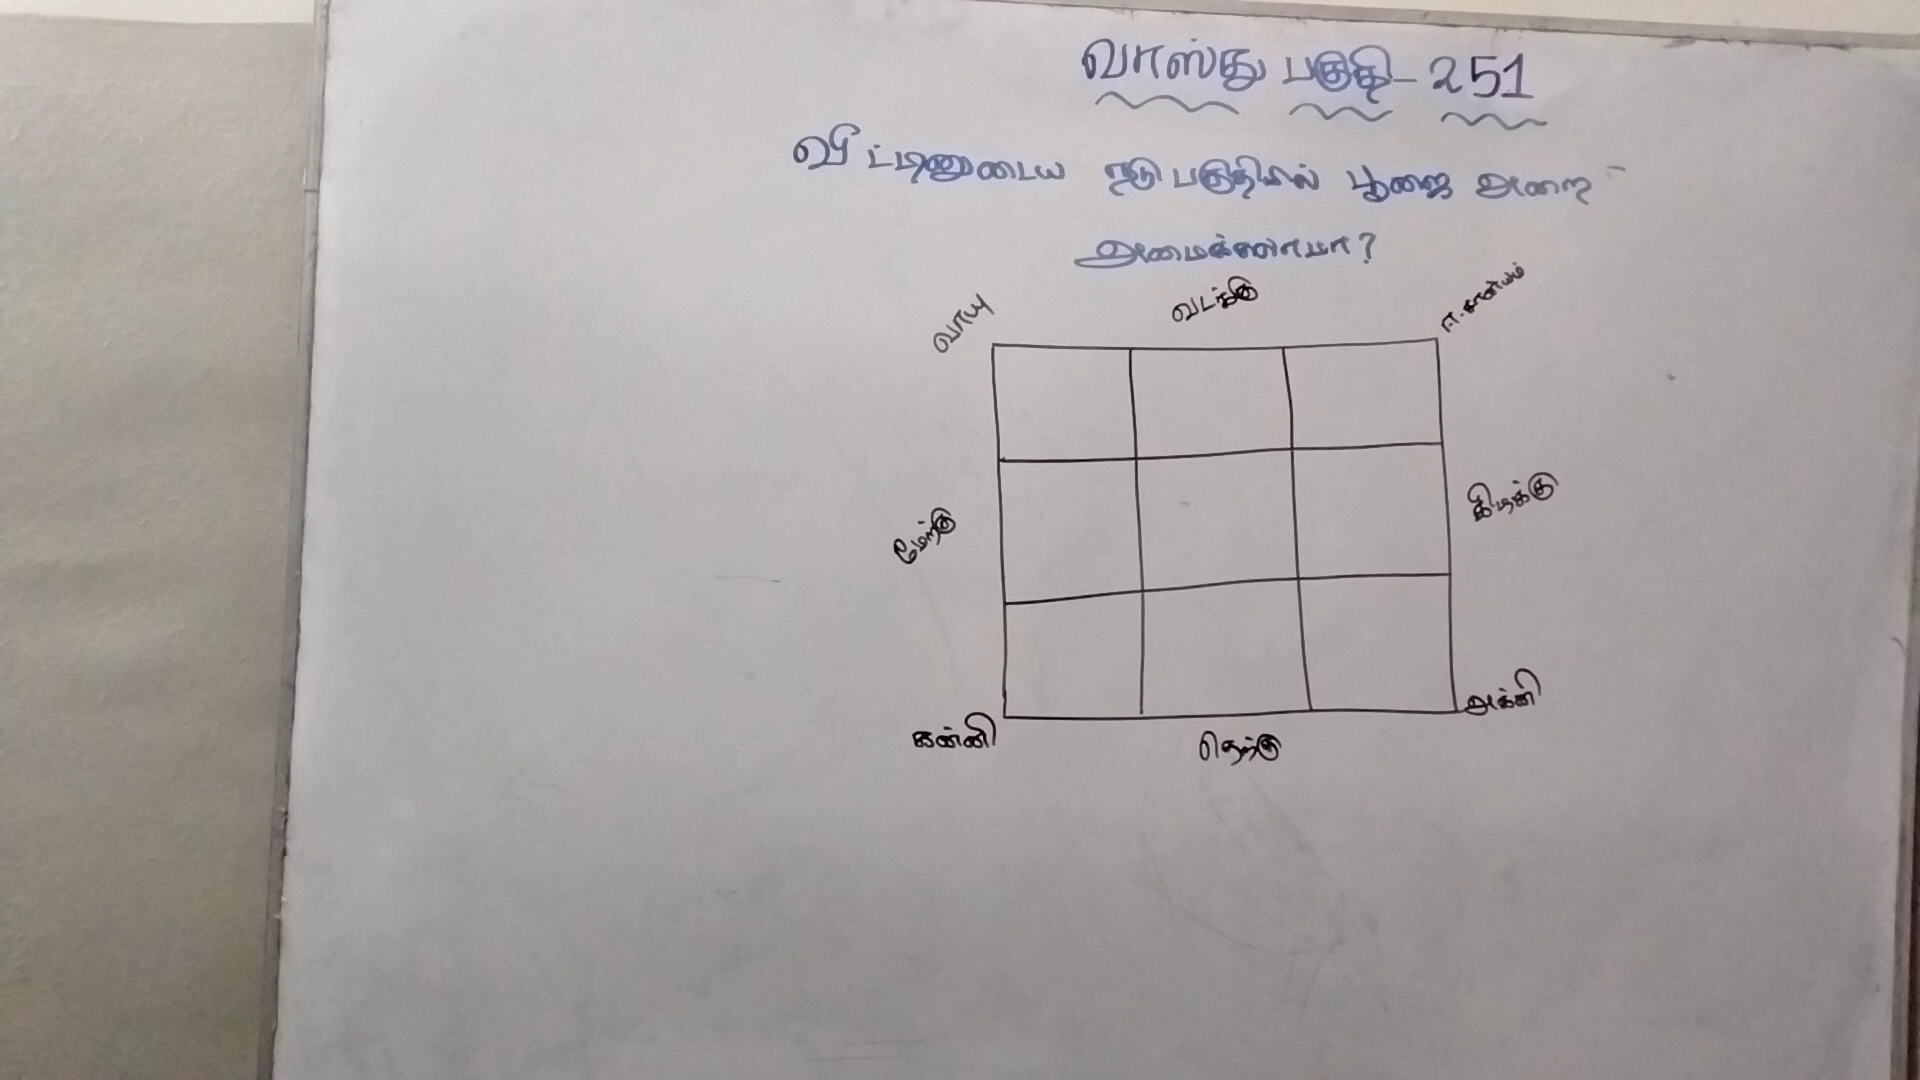 வாஸ்து பகுதி - 251
வீட்டினுடைய நடு பகுதியில் பூஜை அறை
அமைக்கலாமா?
வாயு
வடக்கு
ஈசான்யம்
மேற்கு
கிழக்கு
கன்னி
தெற்கு
அக்னி